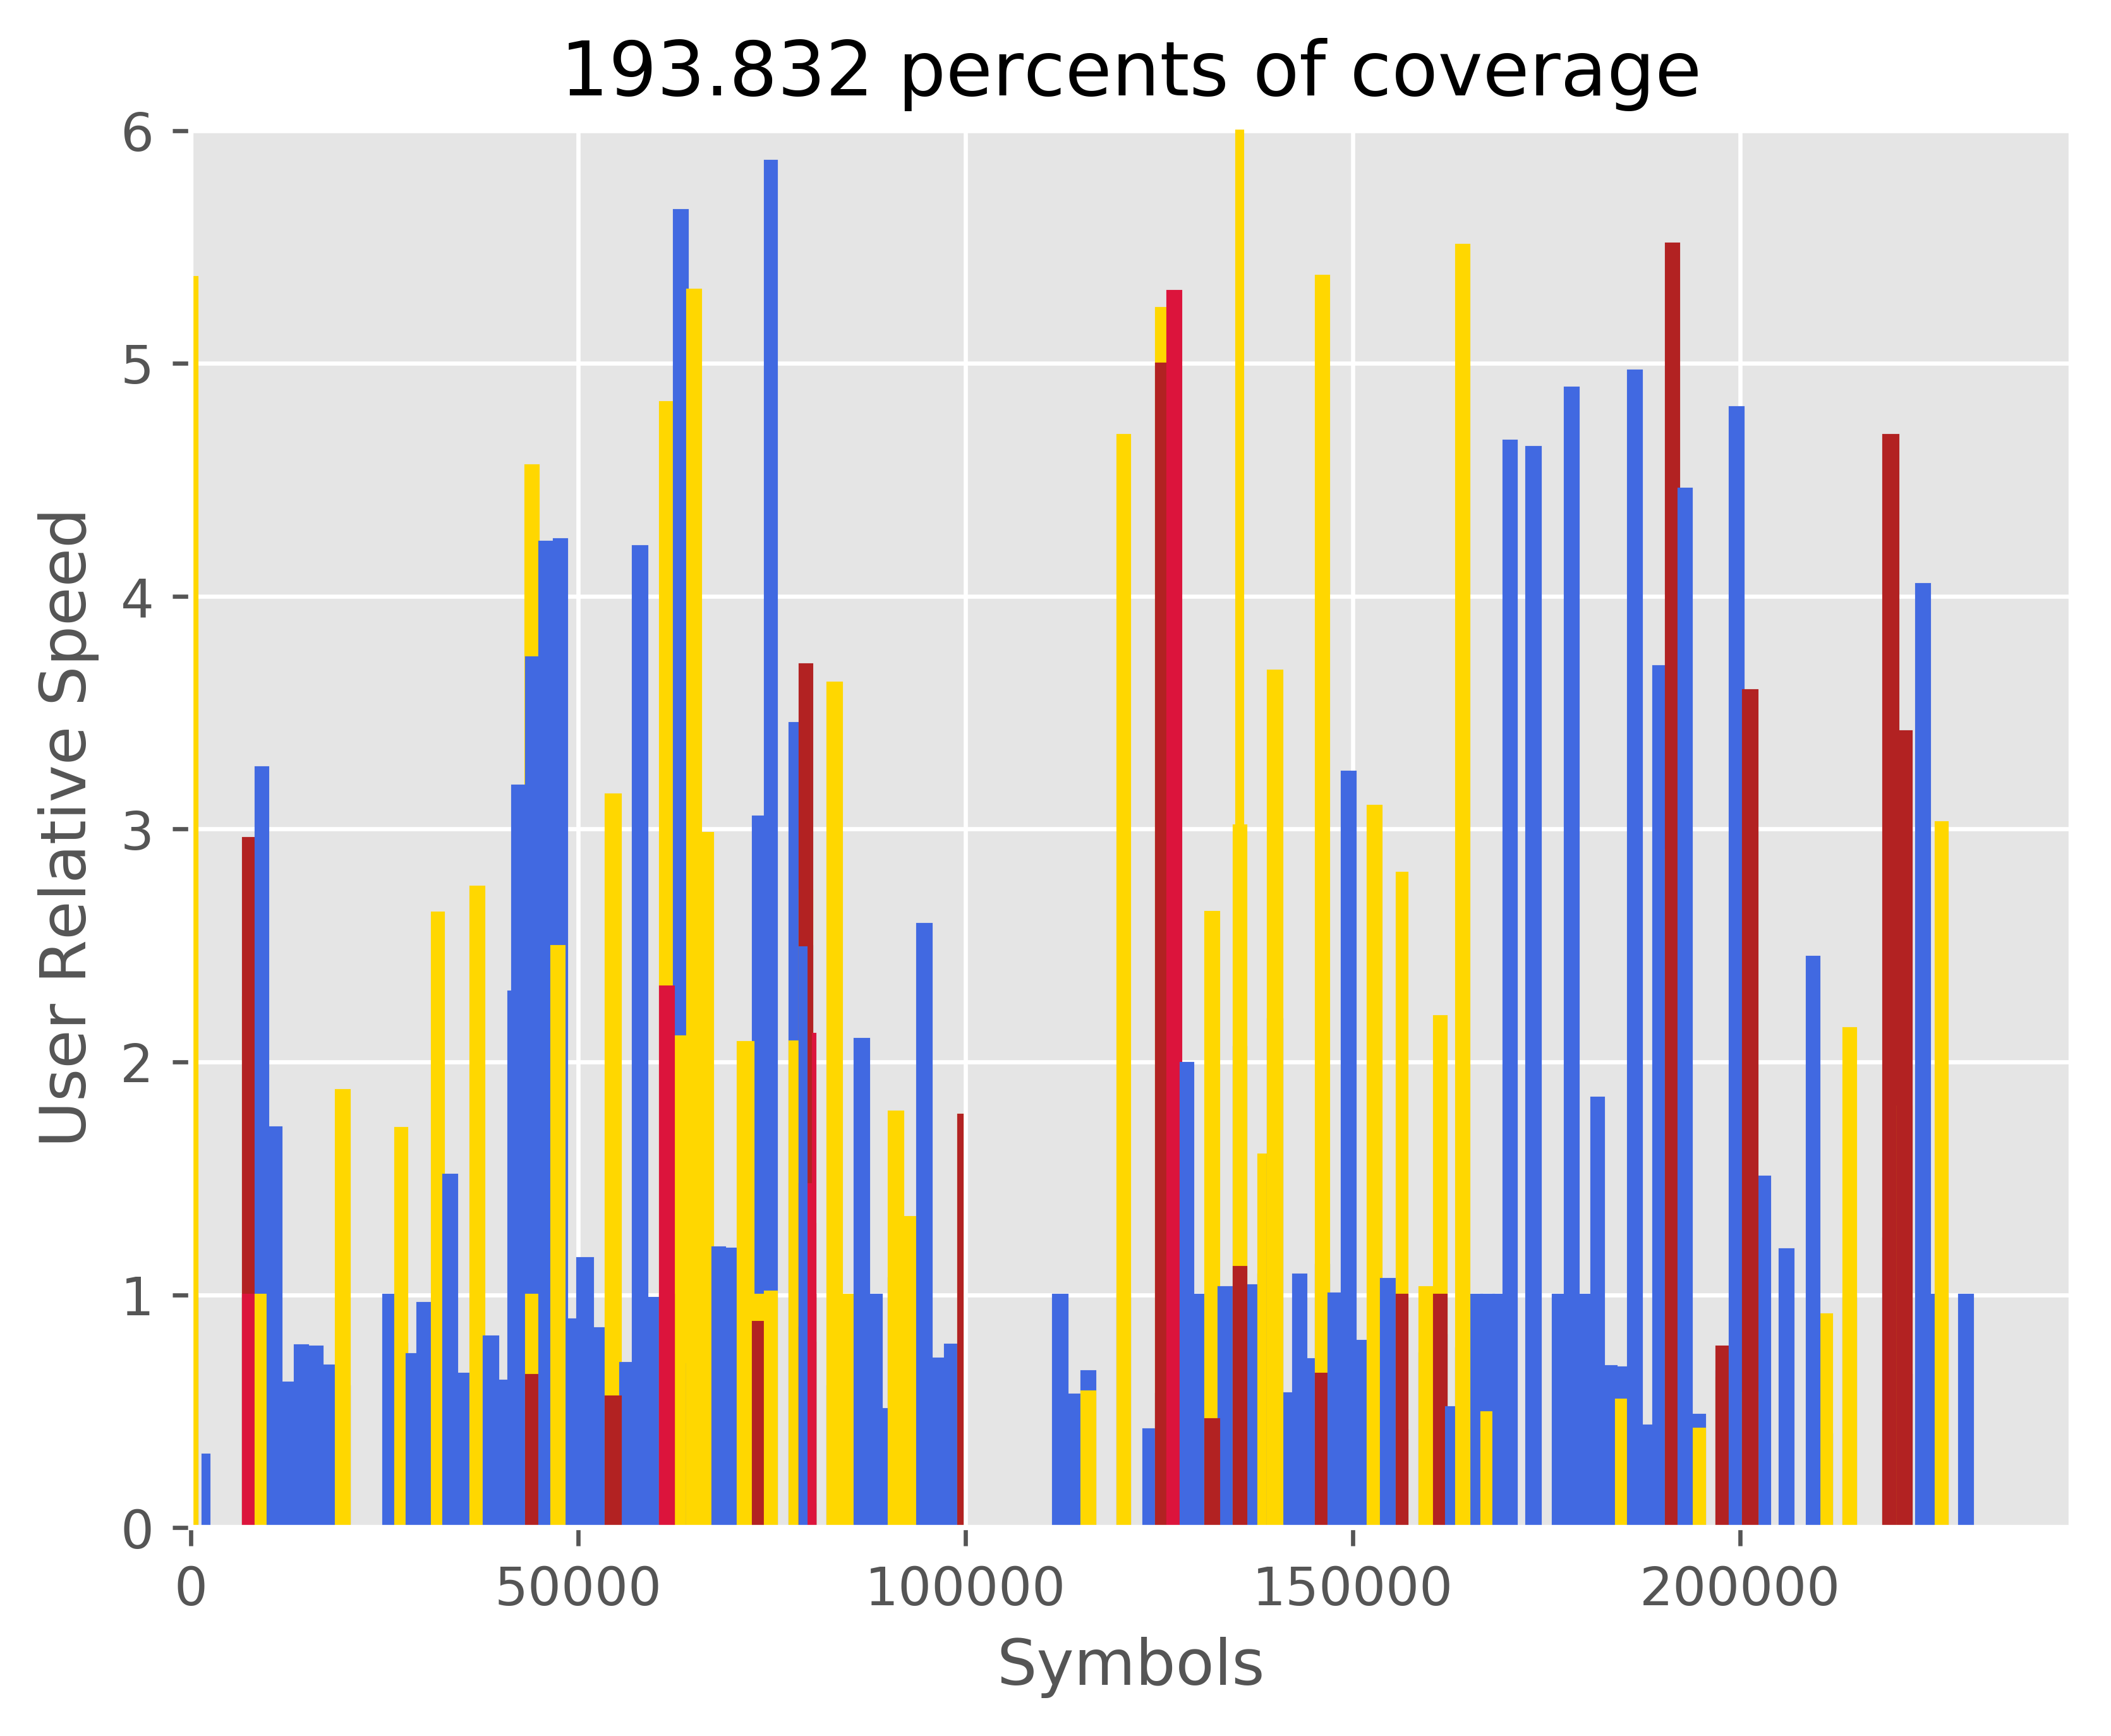 193.832 percents of coverage
6
5
4
3
2
1
0
User Relative Speed
0 50000 100000 150000 200000
Symbols